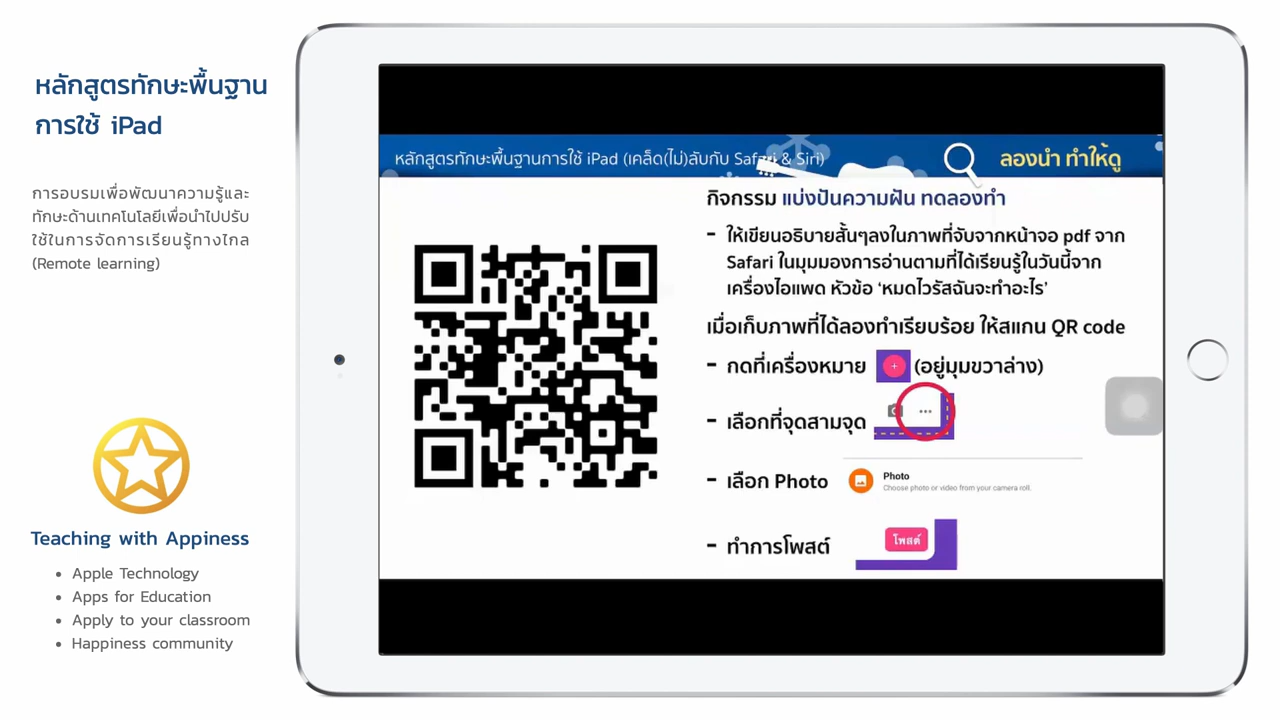 หลักสูตรทักษะพื้นฐาน
การใช้ iPad
การอบรมเพื่อพัฒนาความรู้และ
ทักษะด้านเทคโนโลยีเพื่อนำไปปรับ
ใช้ในการจัดการเรียนรู้ทางไกล
(Remote learning)
Teaching with Appiness
• Apple Technology
• Apps for Education
• Apply to your classroom
• Happiness community
หลักสูตรทักษะพื้นฐานการใช้ iPad (เคล็ด(ไม่)ลับกับ Safari & Siri)
ลองนำ ทำให้ดู
กิจกรรม แบ่งปันความฝัน ทดลองทำ
- ให้เขียนอธิบายสั้นๆลงในภาพที่จับจากหน้าจอ pdf จาก
Safari ในมุมมองการอ่านตามที่ได้เรียนรู้ในวันนี้จาก
เครื่องไอแพด หัวข้อ ‘หมดไวรัสฉันจะทำอะไร’
เมื่อเก็บภาพที่ได้ลองทำเรียบร้อย ให้สแกน QR code
- กดที่เครื่องหมาย + (อยู่มุมขวาล่าง)
- เลือกที่จุดสามจุด
- เลือก Photo
Photo
Choose photo or video from your camera roll.
- ทำการโพสต์
โพสต์